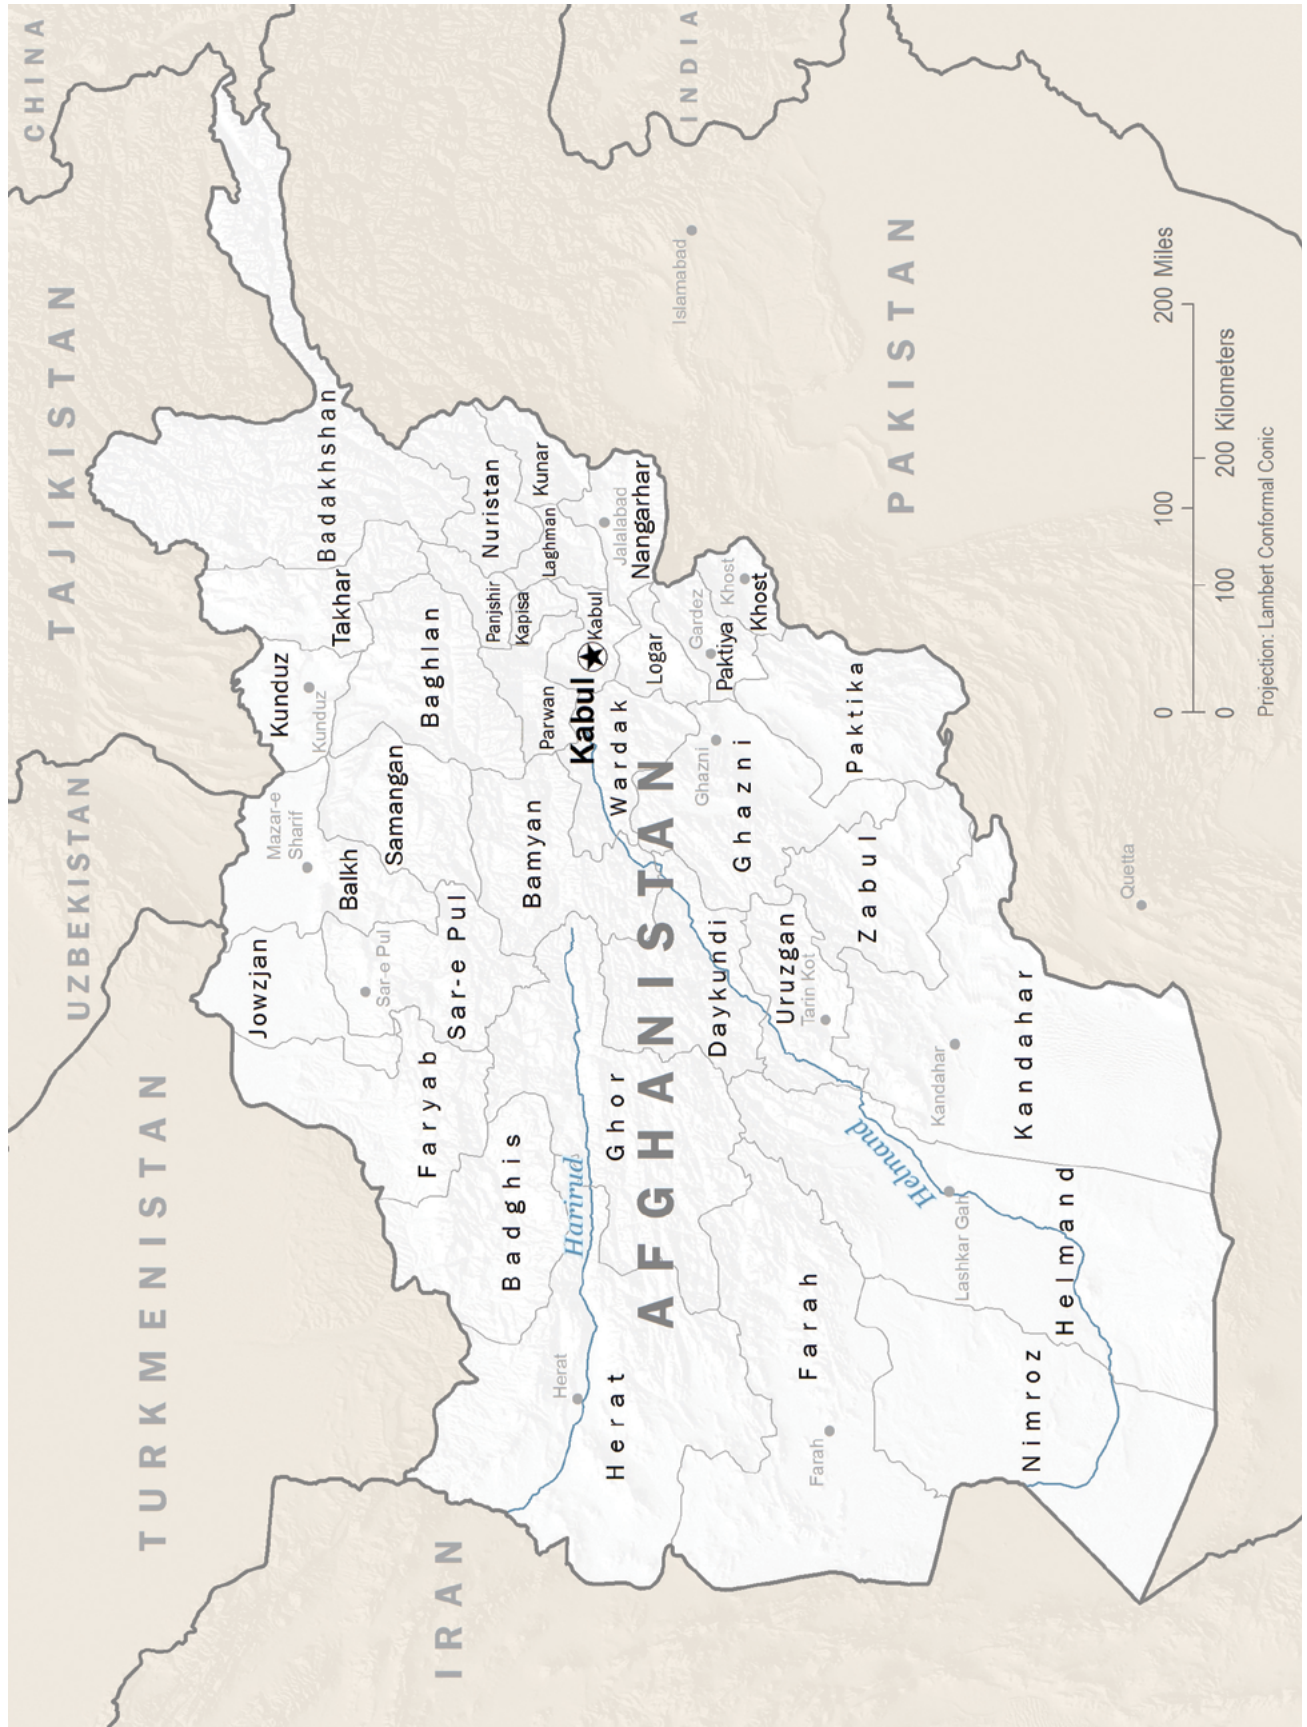 CHINA
TAJIKISTAN
UZBEKISTAN
TURKMENISTAN
IRAN
INDIA
PAKISTAN
AFGHANISTAN
Badakhshan
Takhar
Kunduz
Kunduz
Mazar-e
Sharif
Balkh
Jowzjan
Sar-e Pul
Sar-e Pul
Samangan
Baghlan
Faryab
Badghis
Nuristan
Kunar
Laghman
Panjshir
Kapisa
Parwan
Bamyan
Kabul
Kabul
Jalalabad
Nangarhar
Logar
Wardak
Gardez
Khost
Khost
Paktiya
Paktika
Ghazni
Ghazni
Ghor
Harirud
Herat
Herat
Daykundi
Uruzgan
Tarin Kot
Zabul
Farah
Farah
Helmand
Lashkar Gah
Kandahar
Kandahar
Helmand
Nimroz
Islamabad
Quetta
0 100 200 Miles
0 100 200 Kilometers
Projection: Lambert Conformal Conic